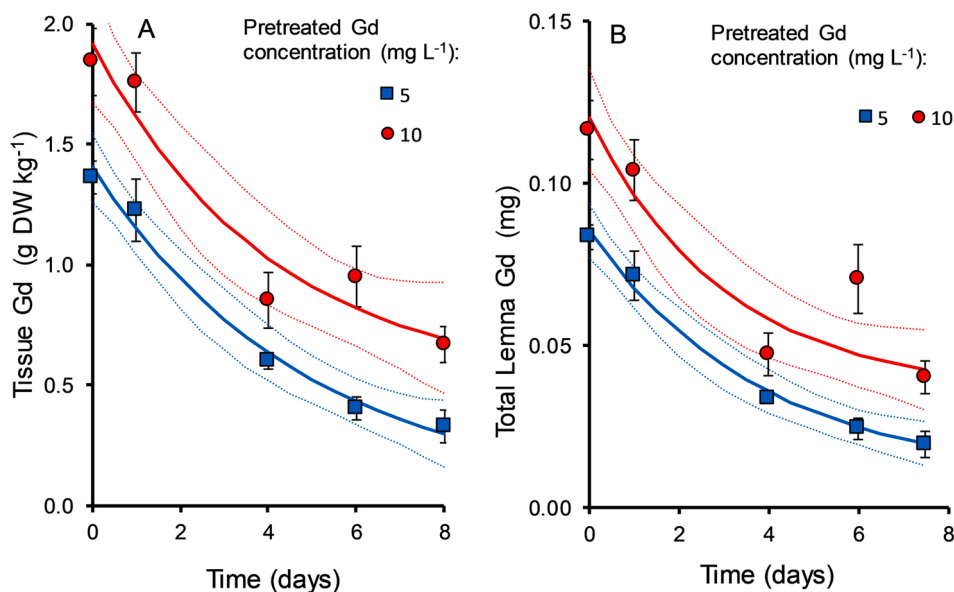 A
Pretreated Gd
concentration (mg L⁻¹):
5
10
Tissue Gd (g DW kg⁻¹)
2.0
1.5
1.0
0.5
0.0
0 2 4 6 8
Time (days)
B
Pretreated Gd
concentration (mg L⁻¹):
5 10
Total Lemna Gd (mg)
0.15
0.10
0.05
0.00
0 2 4 6 8
Time (days)